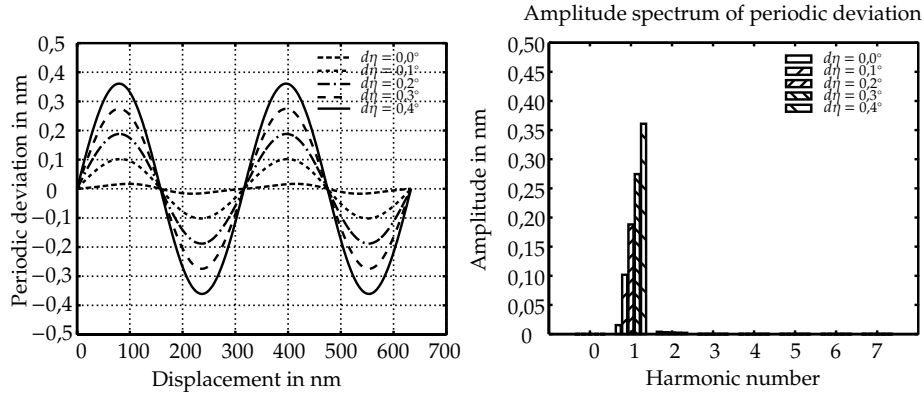 Periodic deviation in nm
0,5
0,4
0,3
0,2
0,1
0
−0,1
−0,2
−0,3
−0,4
−0,5
dη = 0,0°
dη = 0,1°
dη = 0,2°
dη = 0,3°
dη = 0,4°
0 100 200 300 400 500 600 700
Displacement in nm
Amplitude spectrum of periodic deviation
Amplitude in nm
0,50
0,40
0,35
0,30
0,25
0,20
0,15
0,10
0,05
0
dη = 0,0°
dη = 0,1°
dη = 0,2°
dη = 0,3°
dη = 0,4°
0 1 2 3 4 5 6 7
Harmonic number